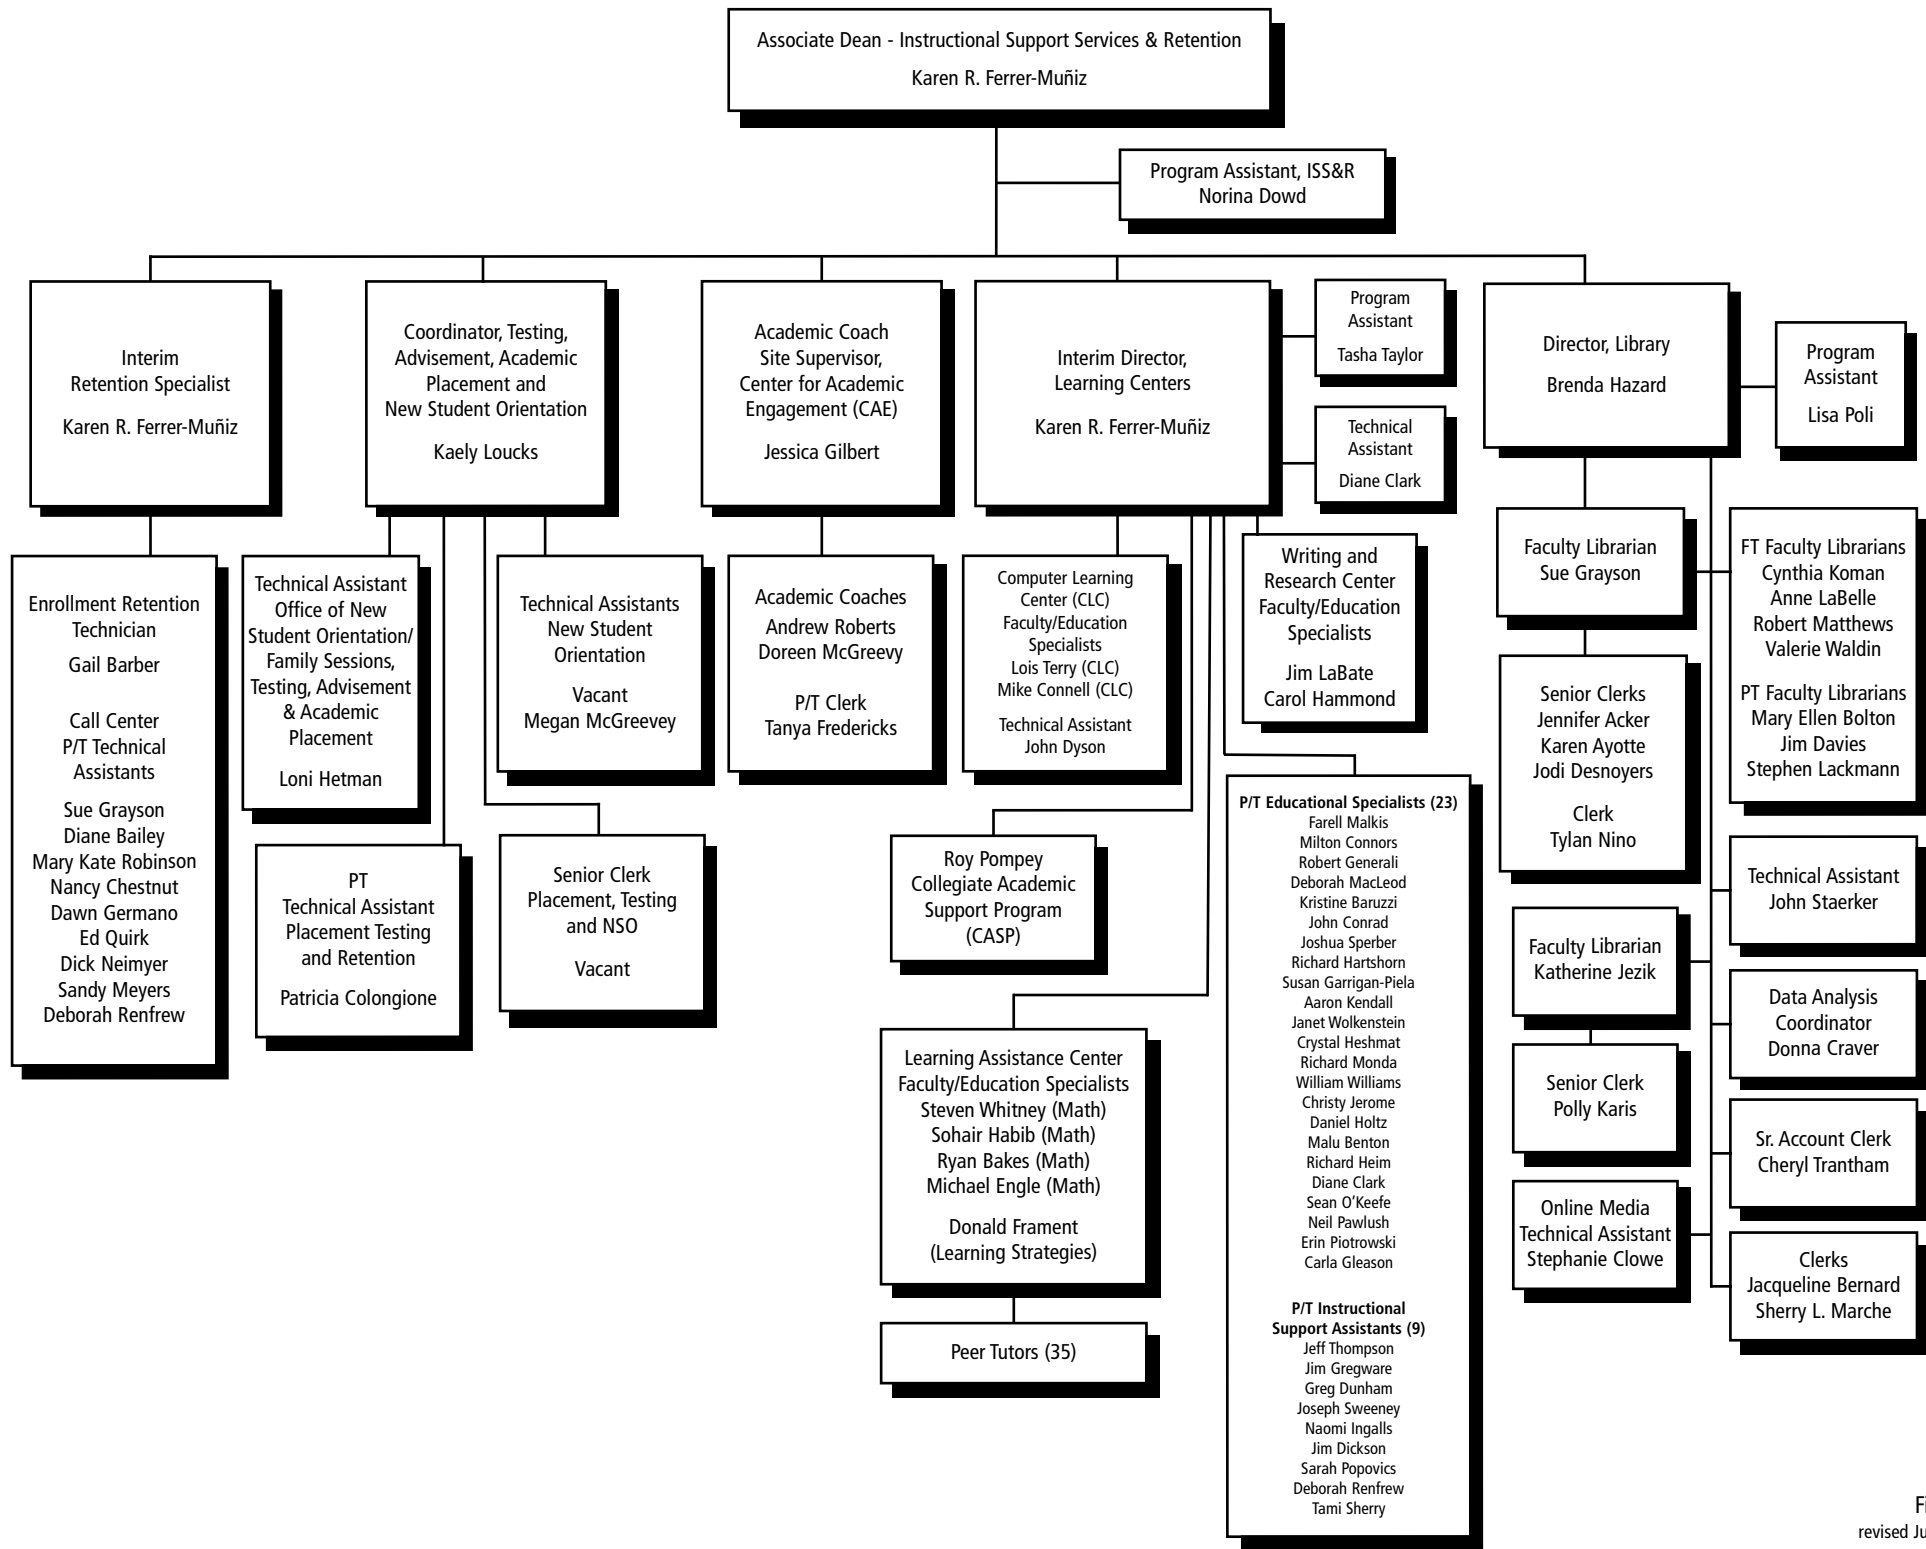 Associate Dean - Instructional Support Services & Retention
Karen R. Ferrer-Muñiz
Program Assistant, ISS&R
Norina Dowd
Interim
Retention Specialist
Karen R. Ferrer-Muñiz
Coordinator, Testing,
Advisement, Academic
Placement and
New Student Orientation
Kaely Loucks
Academic Coach
Site Supervisor,
Center for Academic
Engagement (CAE)
Jessica Gilbert
Interim Director,
Learning Centers
Karen R. Ferrer-Muñiz
Program
Assistant
Tasha Taylor
Technical
Assistant
Diane Clark
Director, Library
Brenda Hazard
Program
Assistant
Lisa Poli
Enrollment Retention
Technician
Gail Barber
Call Center
P/T Technical
Assistants
Sue Grayson
Diane Bailey
Mary Kate Robinson
Nancy Chestnut
Dawn Germano
Ed Quirk
Dick Neimyer
Sandy Meyers
Deborah Renfrew
Technical Assistant
Office of New
Student Orientation/
Family Sessions,
Testing, Advisement
& Academic
Placement
Loni Hetman
PT
Technical Assistant
Placement Testing
and Retention
Patricia Colongione
Technical Assistants
New Student
Orientation
Vacant
Megan McGreevey
Senior Clerk
Placement, Testing
and NSO
Vacant
Academic Coaches
Andrew Roberts
Doreen McGreevy
P/T Clerk
Tanya Fredericks
Computer Learning
Center (CLC)
Faculty/Education
Specialists
Lois Terry (CLC)
Mike Connell (CLC)
Technical Assistant
John Dyson
Writing and
Research Center
Faculty/Education
Specialists
Jim LaBate
Carol Hammond
Roy Pompey
Collegiate Academic
Support Program
(CASP)
Learning Assistance Center
Faculty/Education Specialists
Steven Whitney (Math)
Sohair Habib (Math)
Ryan Bakes (Math)
Michael Engle (Math)
Donald Frament
(Learning Strategies)
Peer Tutors (35)
P/T Educational Specialists (23)
Farell Malkis
Milton Connors
Robert Generali
Deborah MacLeod
Kristine Baruzzi
John Conrad
Joshua Sperber
Richard Hartshorn
Susan Garrigan-Piela
Aaron Kendall
Janet Wolkenstein
Crystal Heshmat
Richard Monda
William Williams
Christy Jerome
Daniel Holtz
Malu Benton
Richard Heim
Diane Clark
Sean O'Keefe
Neil Pawlush
Erin Piotrowski
Carla Gleason
P/T Instructional
Support Assistants (9)
Jeff Thompson
Jim Gregware
Greg Dunham
Joseph Sweeney
Naomi Ingalls
Jim Dickson
Sarah Popovics
Deborah Renfrew
Tami Sherry
Faculty Librarian
Sue Grayson
Senior Clerks
Jennifer Acker
Karen Ayotte
Jodi Desnoyers
Clerk
Tylan Nino
Faculty Librarian
Katherine Jezik
Senior Clerk
Polly Karis
Online Media
Technical Assistant
Stephanie Clowe
FT Faculty Librarians
Cynthia Koman
Anne LaBelle
Robert Matthews
Valerie Waldin
PT Faculty Librarians
Mary Ellen Bolton
Jim Davies
Stephen Lackmann
Technical Assistant
John Staerker
Data Analysis
Coordinator
Donna Craver
Sr. Account Clerk
Cheryl Trantham
Clerks
Jacqueline Bernard
Sherry L. Marche
revised